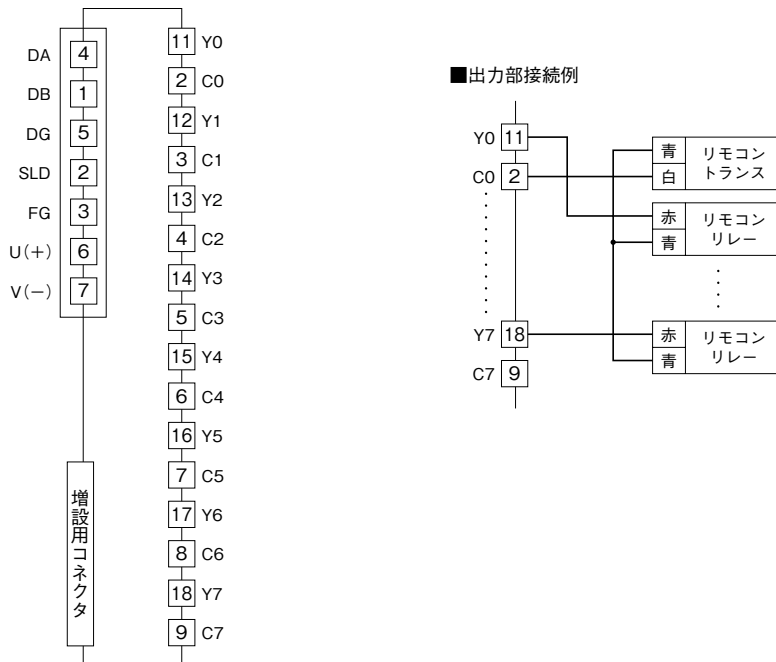 DA 4
DB 1
DG 5
SLD 2
FG 3
U(+) 6
V(−) 7
増設用コネクタ
11 Y0
2 C0
12 Y1
3 C1
13 Y2
4 C2
14 Y3
5 C3
15 Y4
6 C4
16 Y5
7 C5
17 Y6
8 C6
18 Y7
9 C7
■出力部接続例
Y0 11
C0 2
Y7 18
C7 9
青
白
リモコン
トランス
赤
青
リモコン
リレー
赤
青
リモコン
リレー